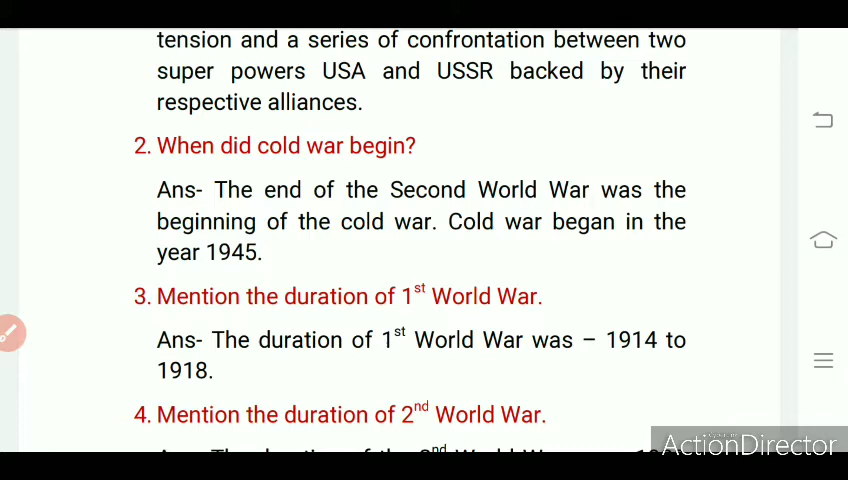 tension and a series of confrontation between two
super powers USA and USSR backed by their
respective alliances.
2. When did cold war begin?
Ans- The end of the Second World War was the
beginning of the cold war. Cold war began in the
year 1945.
3. Mention the duration of 1st World War.
Ans- The duration of 1st World War was – 1914 to
1918.
4. Mention the duration of 2nd World War.
ActionDirector